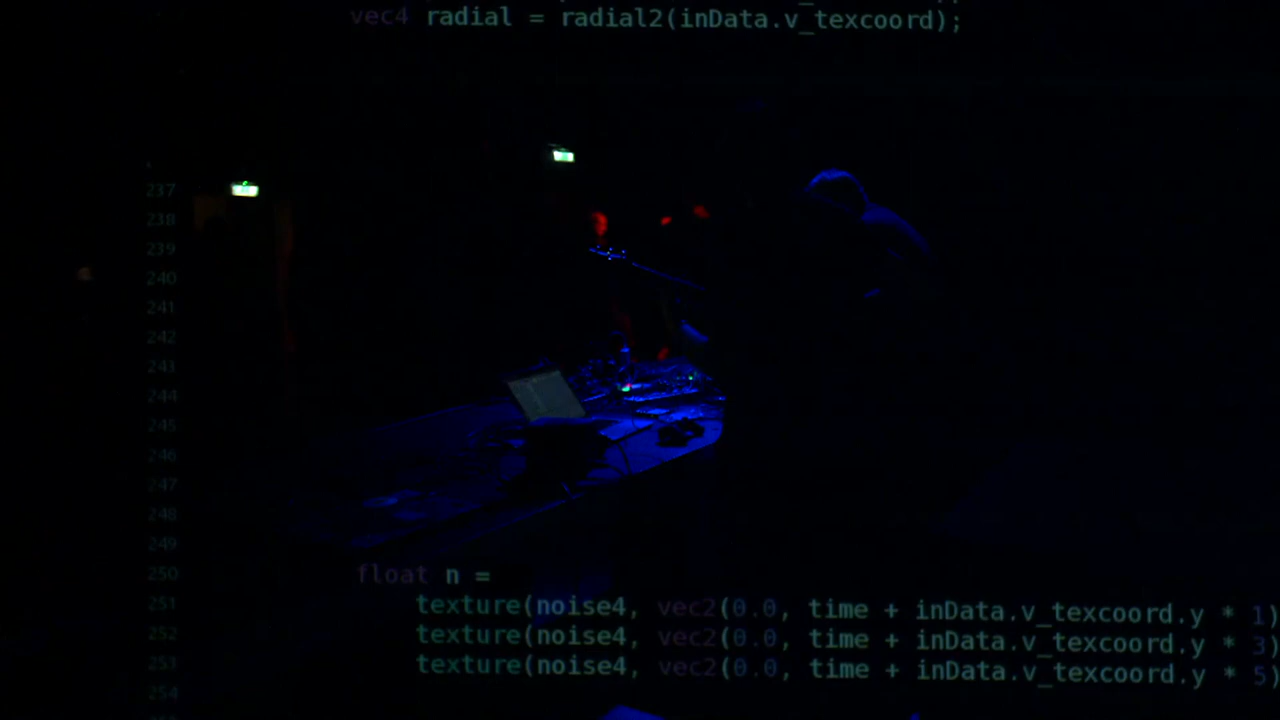 vec4 radial = radial2(inData.v_texcoord);
237
238
239
240
241
242
243
244
245
246
247
248
249
250 float n =
251 texture(noise4, vec2(0.0, time + inData.v_texcoord.y * 1)
252 texture(noise4, vec2(0.0, time + inData.v_texcoord.y * 3)
253 texture(noise4, vec2(0.0, time + inData.v_texcoord.y * 5)
254